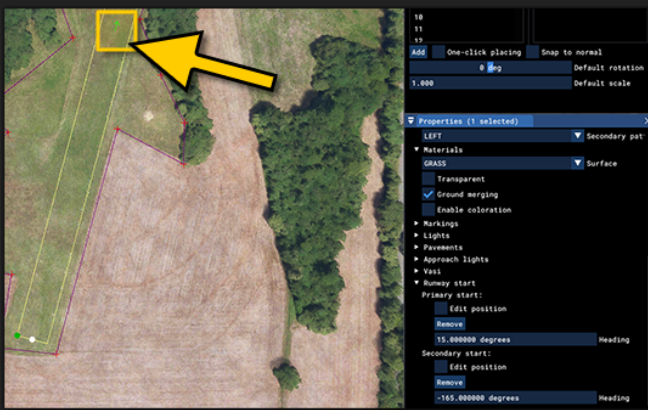 10
11
12
Add One-click placing Snap to normal
0 deg Default rotation
1.000 Default scale
Properties (1 selected)
LEFT Secondary pat
Materials
GRASS Surface
Transparent
Ground merging
Enable coloration
Markings
Lights
Pavements
Approach lights
Vasi
Runway start
Primary start:
Edit position
Remove
15.000000 degrees Heading
Secondary start:
Edit position
Remove
-165.000000 degrees Heading